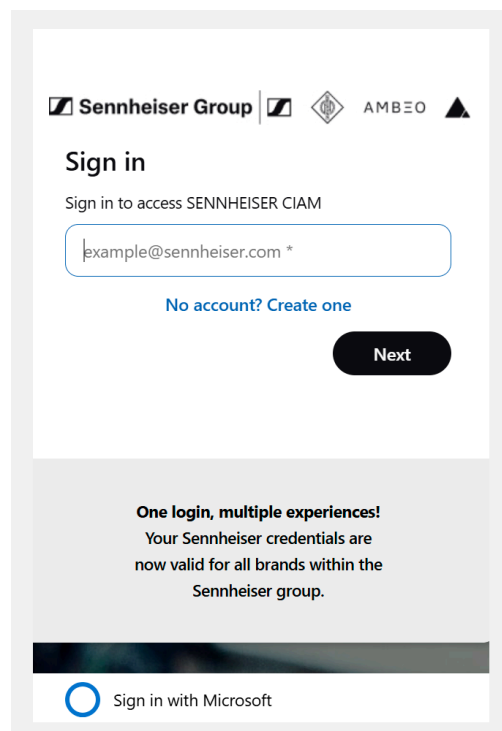 Sennheiser Group
AMBEO
Sign in
Sign in to access SENNHEISER CIAM
example@sennheiser.com *
No account? Create one
Next
One login, multiple experiences!
Your Sennheiser credentials are
now valid for all brands within the
Sennheiser group.
Sign in with Microsoft